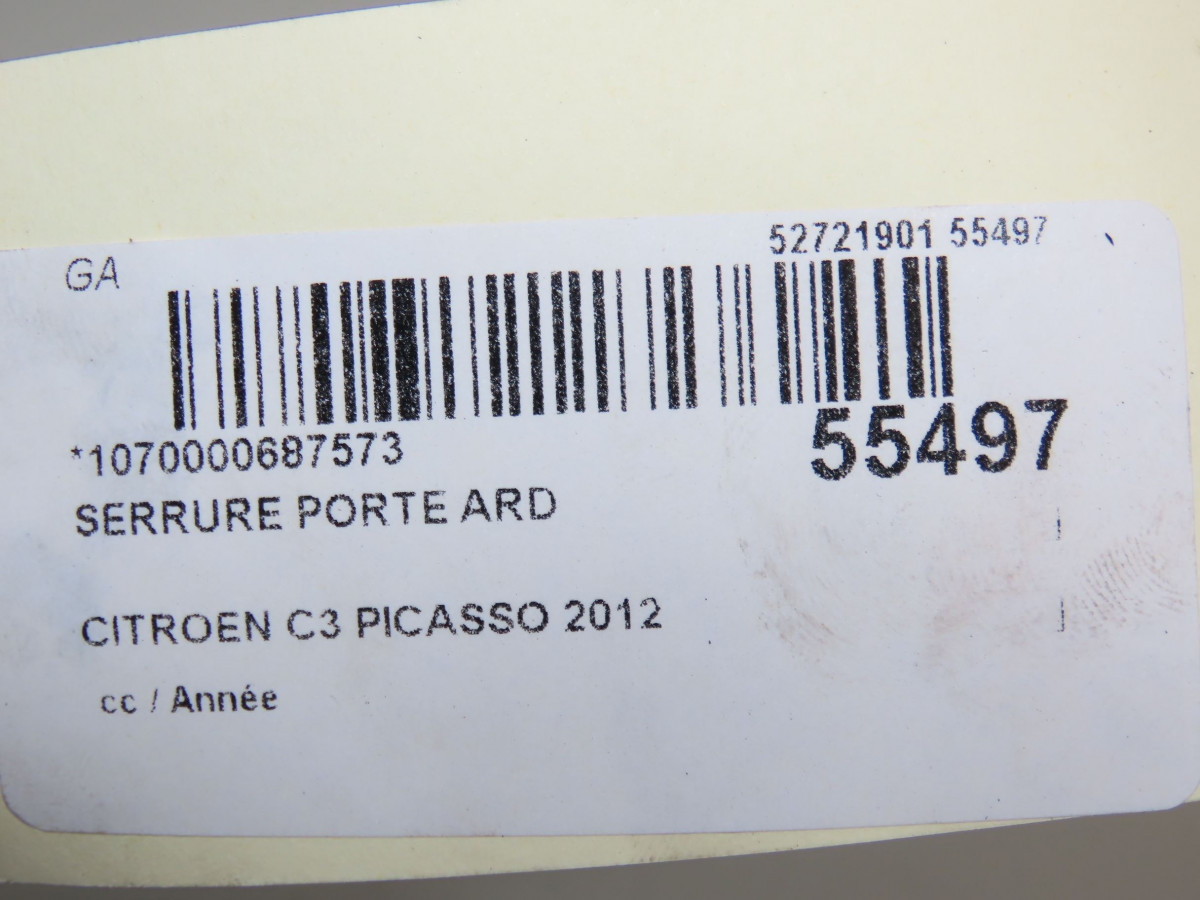 GA
52721901 55497
*1070000687573
55497
SERRURE PORTE ARD
CITROEN C3 PICASSO 2012
cc / Année